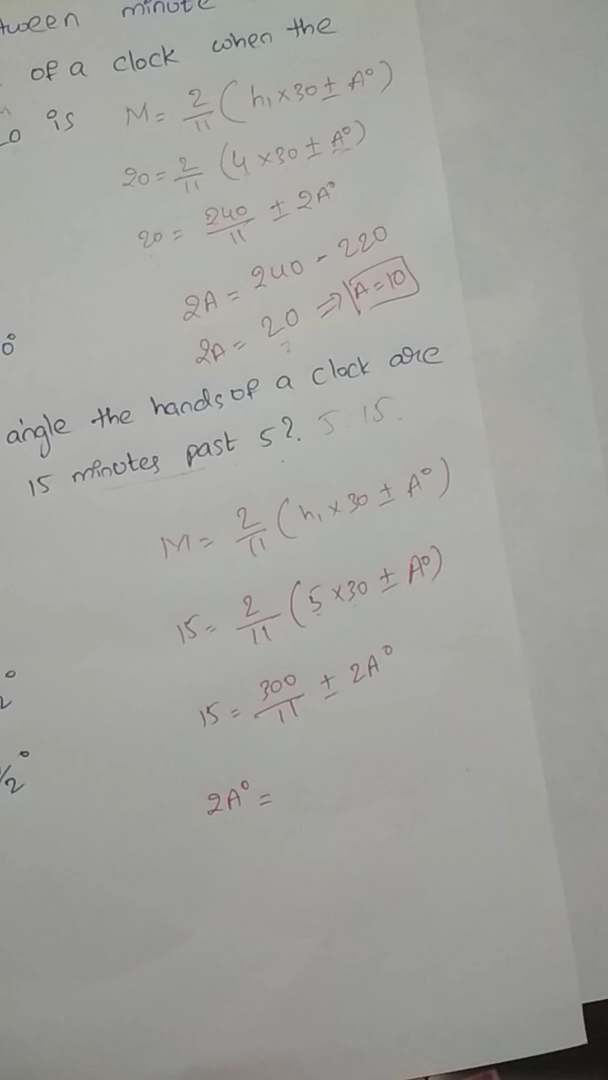 tween minute
of a clock when the
is M = 2/11 (h₁ × 30 ± A°)
20 = 2/11 (4 × 30 ± A°)
20 = 240/11 ± 2A°
2A = 240 - 220
2A = 20 ⇒ A = 10
angle the hands of a clock are
15 minutes past 5? 5 15.
M = 2/11 (h₁ × 30 ± A°)
15 = 2/11 (5 × 30 ± A°)
15 = 300/11 ± 2A°
/2°
2A° =